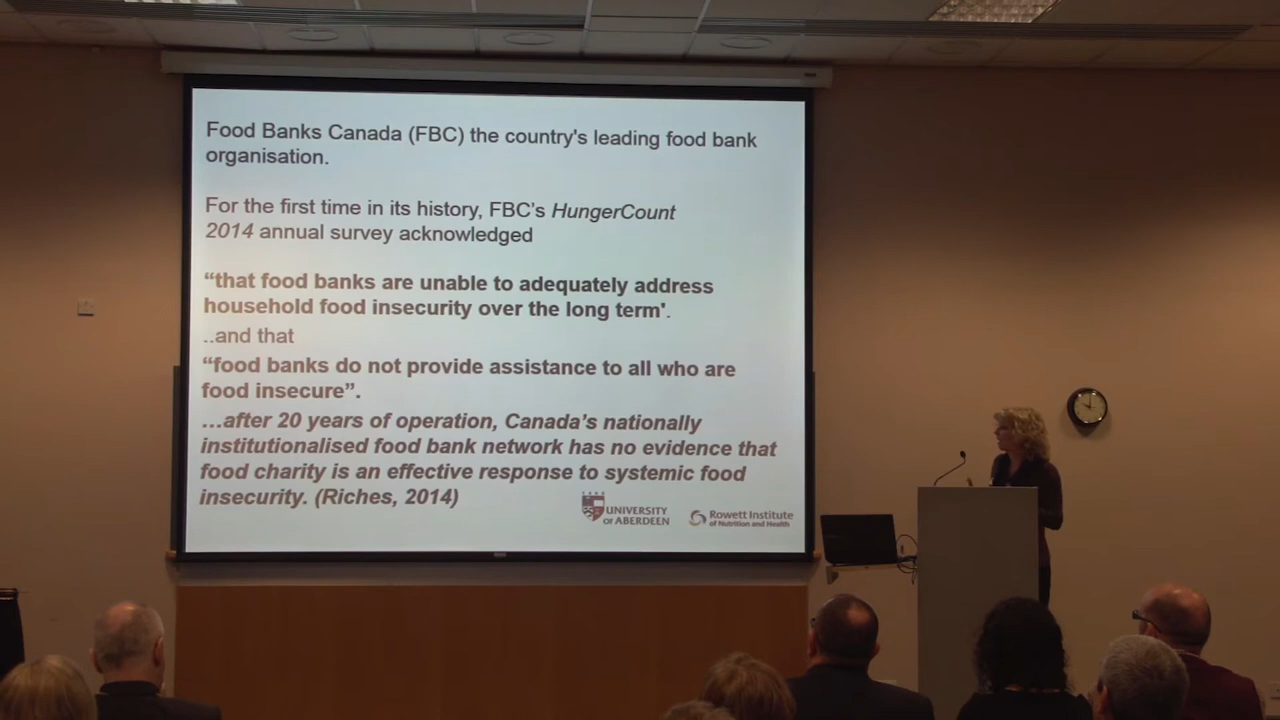 Food Banks Canada (FBC) the country's leading food bank
organisation.
For the first time in its history, FBC's HungerCount
2014 annual survey acknowledged
“that food banks are unable to adequately address
household food insecurity over the long term'.
..and that
“food banks do not provide assistance to all who are
food insecure”.
…after 20 years of operation, Canada’s nationally
institutionalised food bank network has no evidence that
food charity is an effective response to systemic food
insecurity. (Riches, 2014)
UNIVERSITY
OF ABERDEEN
Rowett Institute
of Nutrition and Health